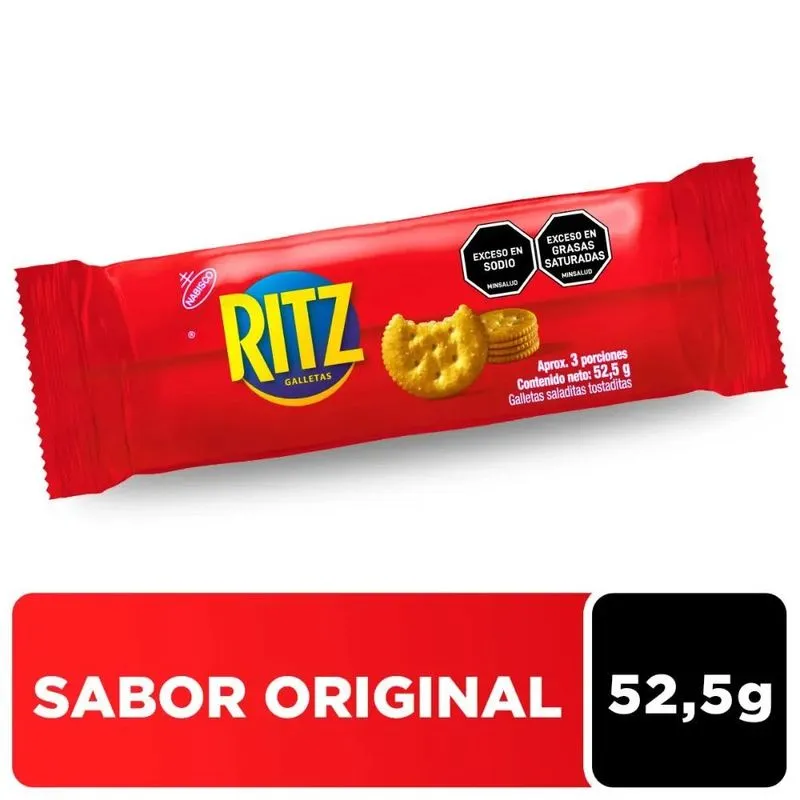 NABISCO
®
RITZ
GALLETAS
EXCESO EN
SODIO
MINSALUD
EXCESO EN
GRASAS
SATURADAS
MINSALUD
Aprox. 3 porciones
Contenido neto: 52,5 g
Galletas saladitas tostaditas
SABOR ORIGINAL
52,5g